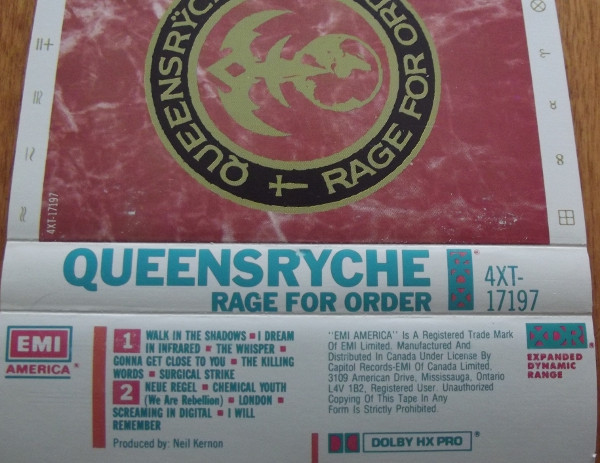 QUEENSRŸCHE
RAGE FOR ORDER
4XT-17197
QUEENSRYCHE
RAGE FOR ORDER
XDR
4XT-
17197
EMI
AMERICA®
1 WALK IN THE SHADOWS ■ I DREAM
IN INFRARED ■ THE WHISPER ■
GONNA GET CLOSE TO YOU ■ THE KILLING
WORDS ■ SURGICAL STRIKE
2 NEUE REGEL ■ CHEMICAL YOUTH
(We Are Rebellion) ■ LONDON ■
SCREAMING IN DIGITAL ■ I WILL
REMEMBER
Produced by: Neil Kernon
"EMI AMERICA" Is A Registered Trade Mark
Of EMI Limited. Manufactured And
Distributed In Canada Under License By
Capitol Records-EMI Of Canada Limited,
3109 American Drive, Mississauga, Ontario
L4V 1B2, Registered User. Unauthorized
Copying Of This Tape In Any
Form Is Strictly Prohibited.
DOLBY HX PRO
XDR®
EXPANDED
DYNAMIC
RANGE